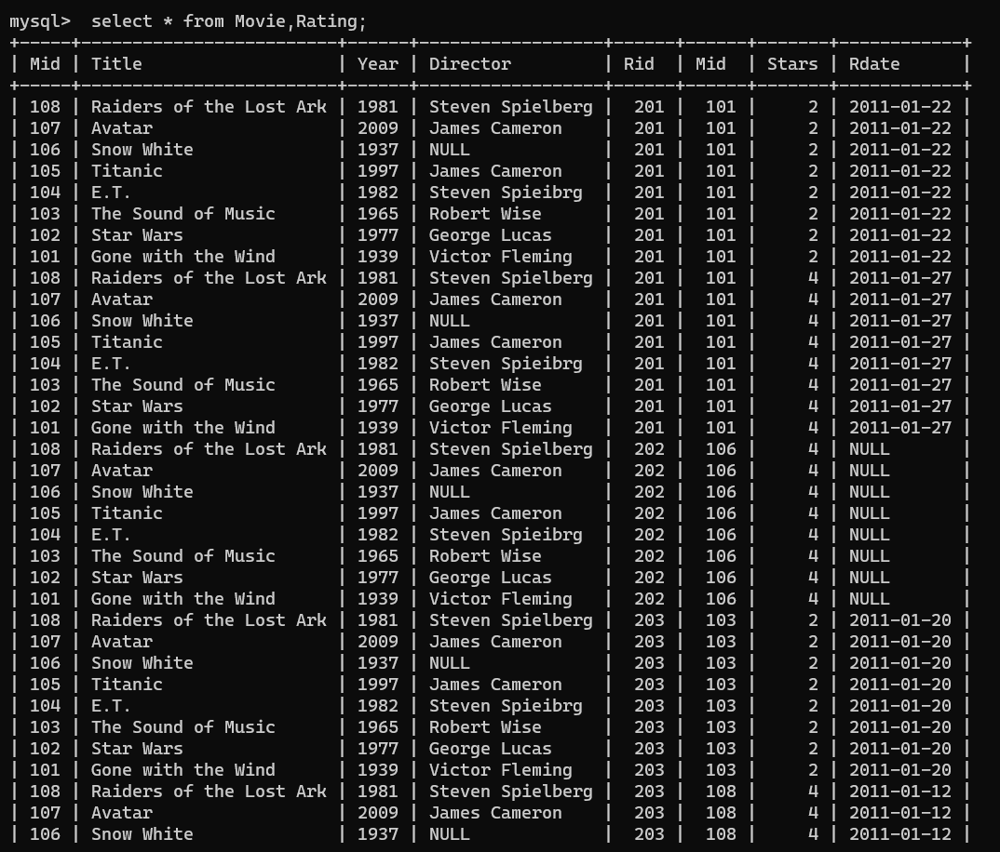 mysql>  select * from Movie,Rating;
+-----+-------------------------+------+------------------+------+------+-------+------------+
| Mid | Title                   | Year | Director         | Rid  | Mid  | Stars | Rdate      |
+-----+-------------------------+------+------------------+------+------+-------+------------+
| 108 | Raiders of the Lost Ark | 1981 | Steven Spielberg |  201 |  101 |     2 | 2011-01-22 |
| 107 | Avatar                  | 2009 | James Cameron    |  201 |  101 |     2 | 2011-01-22 |
| 106 | Snow White              | 1937 | NULL             |  201 |  101 |     2 | 2011-01-22 |
| 105 | Titanic                 | 1997 | James Cameron    |  201 |  101 |     2 | 2011-01-22 |
| 104 | E.T.                    | 1982 | Steven Spieibrg  |  201 |  101 |     2 | 2011-01-22 |
| 103 | The Sound of Music      | 1965 | Robert Wise      |  201 |  101 |     2 | 2011-01-22 |
| 102 | Star Wars               | 1977 | George Lucas     |  201 |  101 |     2 | 2011-01-22 |
| 101 | Gone with the Wind      | 1939 | Victor Fleming   |  201 |  101 |     2 | 2011-01-22 |
| 108 | Raiders of the Lost Ark | 1981 | Steven Spielberg |  201 |  101 |     4 | 2011-01-27 |
| 107 | Avatar                  | 2009 | James Cameron    |  201 |  101 |     4 | 2011-01-27 |
| 106 | Snow White              | 1937 | NULL             |  201 |  101 |     4 | 2011-01-27 |
| 105 | Titanic                 | 1997 | James Cameron    |  201 |  101 |     4 | 2011-01-27 |
| 104 | E.T.                    | 1982 | Steven Spieibrg  |  201 |  101 |     4 | 2011-01-27 |
| 103 | The Sound of Music      | 1965 | Robert Wise      |  201 |  101 |     4 | 2011-01-27 |
| 102 | Star Wars               | 1977 | George Lucas     |  201 |  101 |     4 | 2011-01-27 |
| 101 | Gone with the Wind      | 1939 | Victor Fleming   |  201 |  101 |     4 | 2011-01-27 |
| 108 | Raiders of the Lost Ark | 1981 | Steven Spielberg |  202 |  106 |     4 | NULL       |
| 107 | Avatar                  | 2009 | James Cameron    |  202 |  106 |     4 | NULL       |
| 106 | Snow White              | 1937 | NULL             |  202 |  106 |     4 | NULL       |
| 105 | Titanic                 | 1997 | James Cameron    |  202 |  106 |     4 | NULL       |
| 104 | E.T.                    | 1982 | Steven Spieibrg  |  202 |  106 |     4 | NULL       |
| 103 | The Sound of Music      | 1965 | Robert Wise      |  202 |  106 |     4 | NULL       |
| 102 | Star Wars               | 1977 | George Lucas     |  202 |  106 |     4 | NULL       |
| 101 | Gone with the Wind      | 1939 | Victor Fleming   |  202 |  106 |     4 | NULL       |
| 108 | Raiders of the Lost Ark | 1981 | Steven Spielberg |  203 |  103 |     2 | 2011-01-20 |
| 107 | Avatar                  | 2009 | James Cameron    |  203 |  103 |     2 | 2011-01-20 |
| 106 | Snow White              | 1937 | NULL             |  203 |  103 |     2 | 2011-01-20 |
| 105 | Titanic                 | 1997 | James Cameron    |  203 |  103 |     2 | 2011-01-20 |
| 104 | E.T.                    | 1982 | Steven Spieibrg  |  203 |  103 |     2 | 2011-01-20 |
| 103 | The Sound of Music      | 1965 | Robert Wise      |  203 |  103 |     2 | 2011-01-20 |
| 102 | Star Wars               | 1977 | George Lucas     |  203 |  103 |     2 | 2011-01-20 |
| 101 | Gone with the Wind      | 1939 | Victor Fleming   |  203 |  103 |     2 | 2011-01-20 |
| 108 | Raiders of the Lost Ark | 1981 | Steven Spielberg |  203 |  108 |     4 | 2011-01-12 |
| 107 | Avatar                  | 2009 | James Cameron    |  203 |  108 |     4 | 2011-01-12 |
| 106 | Snow White              | 1937 | NULL             |  203 |  108 |     4 | 2011-01-12 |